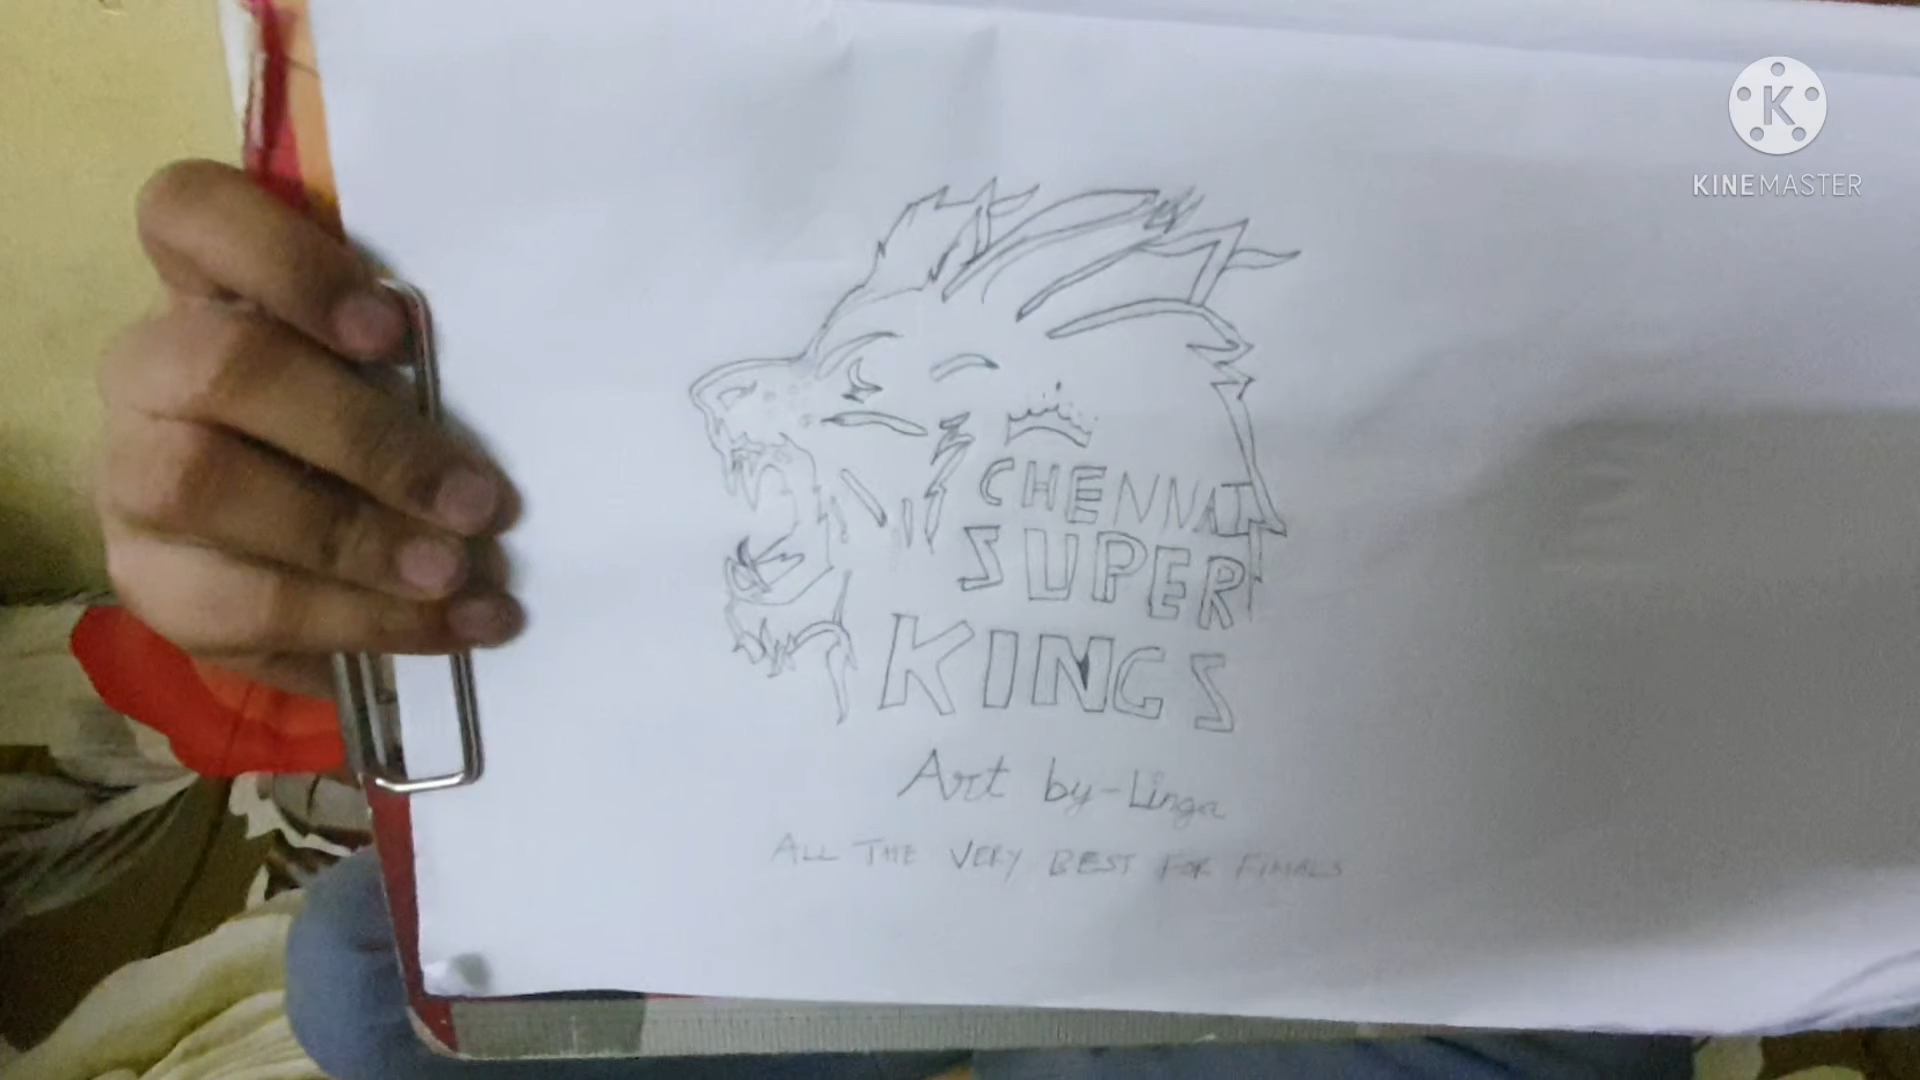 K
KINEMASTER
CHENNAI
SUPER
KINGS
Art by-Linga
ALL THE VERY BEST FOR FINALS